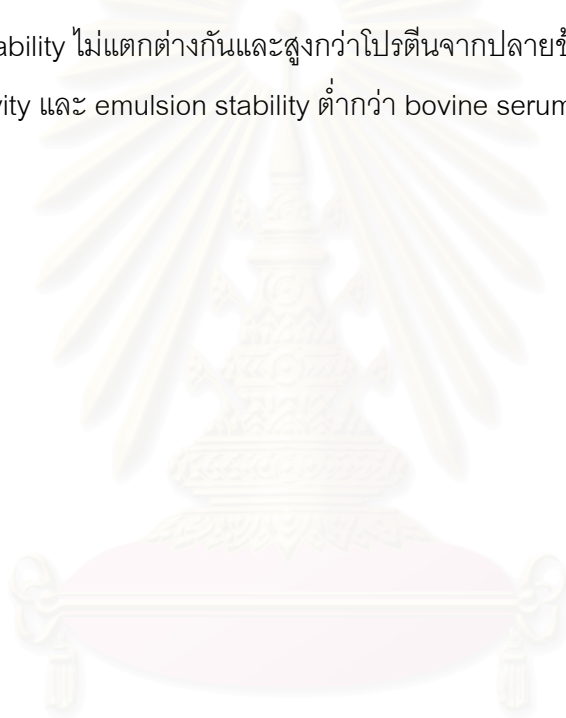 ability ไม่แตกต่างกันและสูงกว่าโปรตีนจากปลาย
และ emulsion stability ต่ำกว่า bovine serum